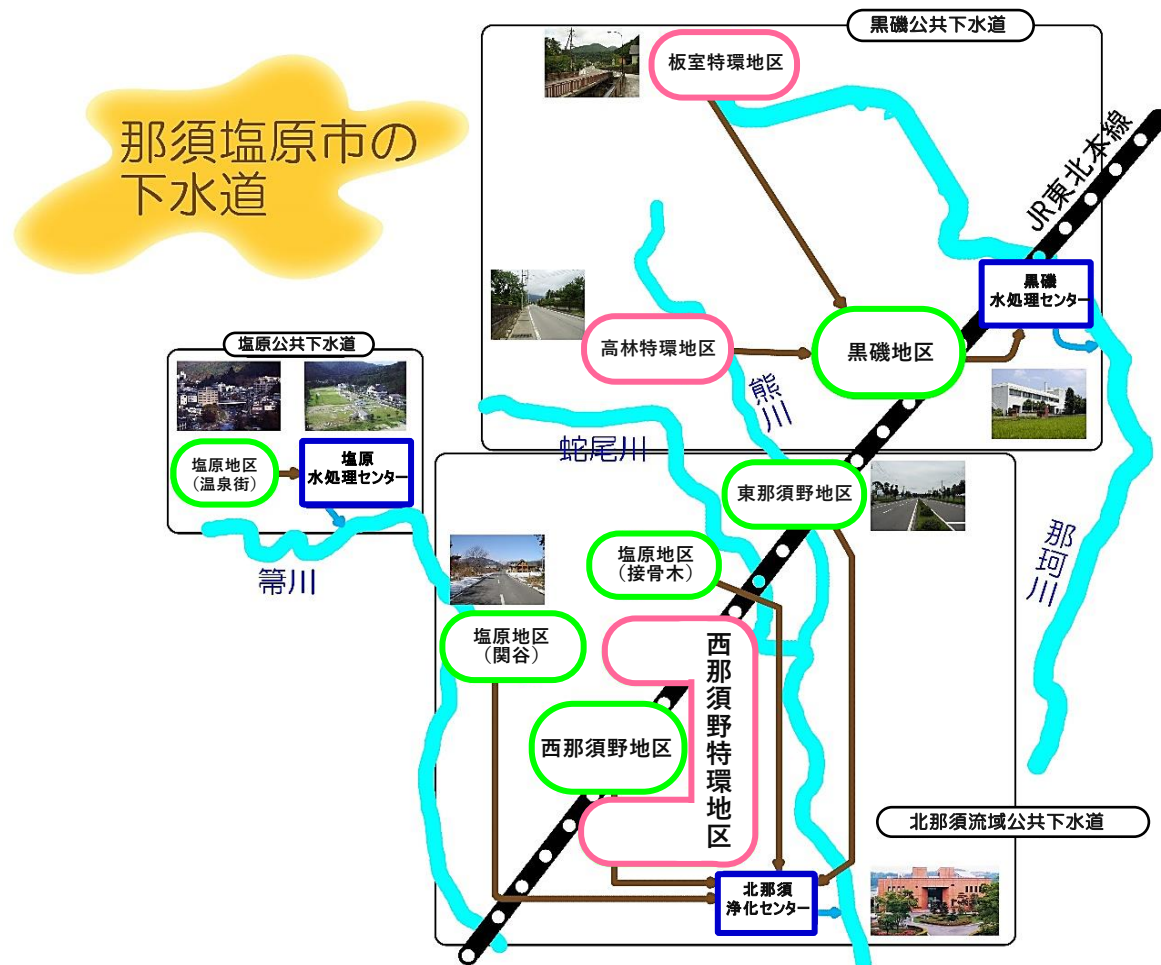 那須塩原市の
下水道
黒磯公共下水道
板室特環地区
JR東北本線
黒磯
水処理センター
高林特環地区
黒磯地区
熊川
那珂川
蛇尾川
塩原公共下水道
塩原地区
(温泉街)
塩原
水処理センター
箒川
東那須野地区
塩原地区
(接骨木)
塩原地区
(関谷)
西那須野特環地区
西那須野地区
北那須流域公共下水道
北那須
浄化センター